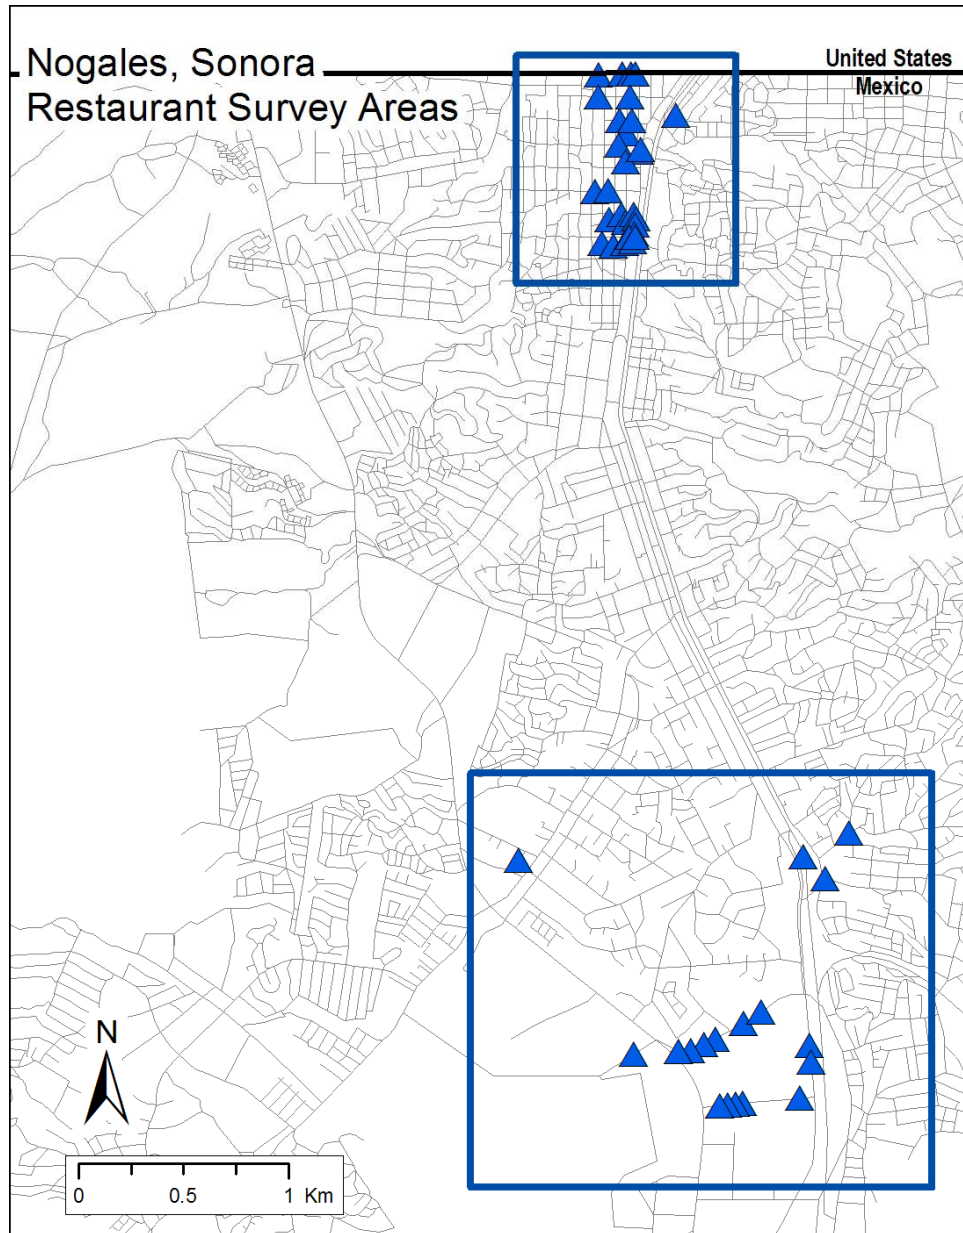 Nogales, Sonora
Restaurant Survey Areas
United States
Mexico
N
0 0.5 1 Km